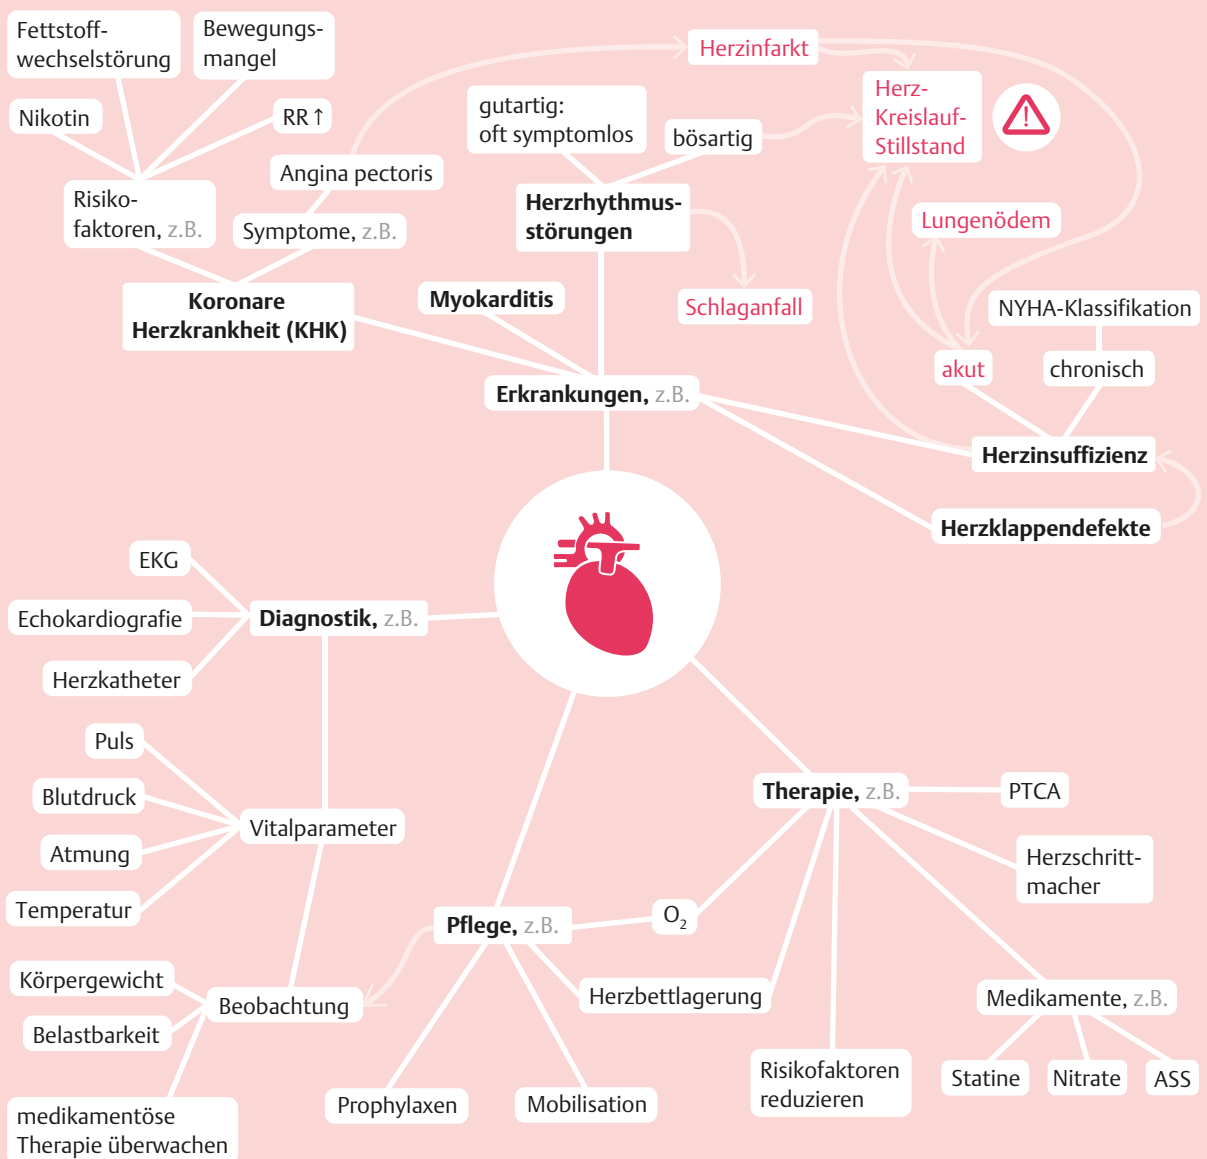 Fettstoff-
wechselstörung
Bewegungs-
mangel
Nikotin
RR ↑
Risiko-
faktoren, z.B.
Angina pectoris
Symptome, z.B.
Koronare
Herzkrankheit (KHK)
Myokarditis
gutartig:
oft symptomlos
bösartig
Herzrhythmus-
störungen
Herzinfarkt
Herz-
Kreislauf-
Stillstand
Lungenödem
Schlaganfall
NYHA-Klassifikation
akut
chronisch
Erkrankungen, z.B.
Herzinsuffizienz
Herzklappendefekte
EKG
Echokardiografie
Herzkatheter
Diagnostik, z.B.
Puls
Blutdruck
Atmung
Temperatur
Vitalparameter
Körpergewicht
Belastbarkeit
medikamentöse
Therapie überwachen
Beobachtung
Pflege, z.B.
O₂
Herzbettlagerung
Prophylaxen
Mobilisation
Therapie, z.B.
PTCA
Herzschritt-
macher
Risikofaktoren
reduzieren
Medikamente, z.B.
Statine
Nitrate
ASS